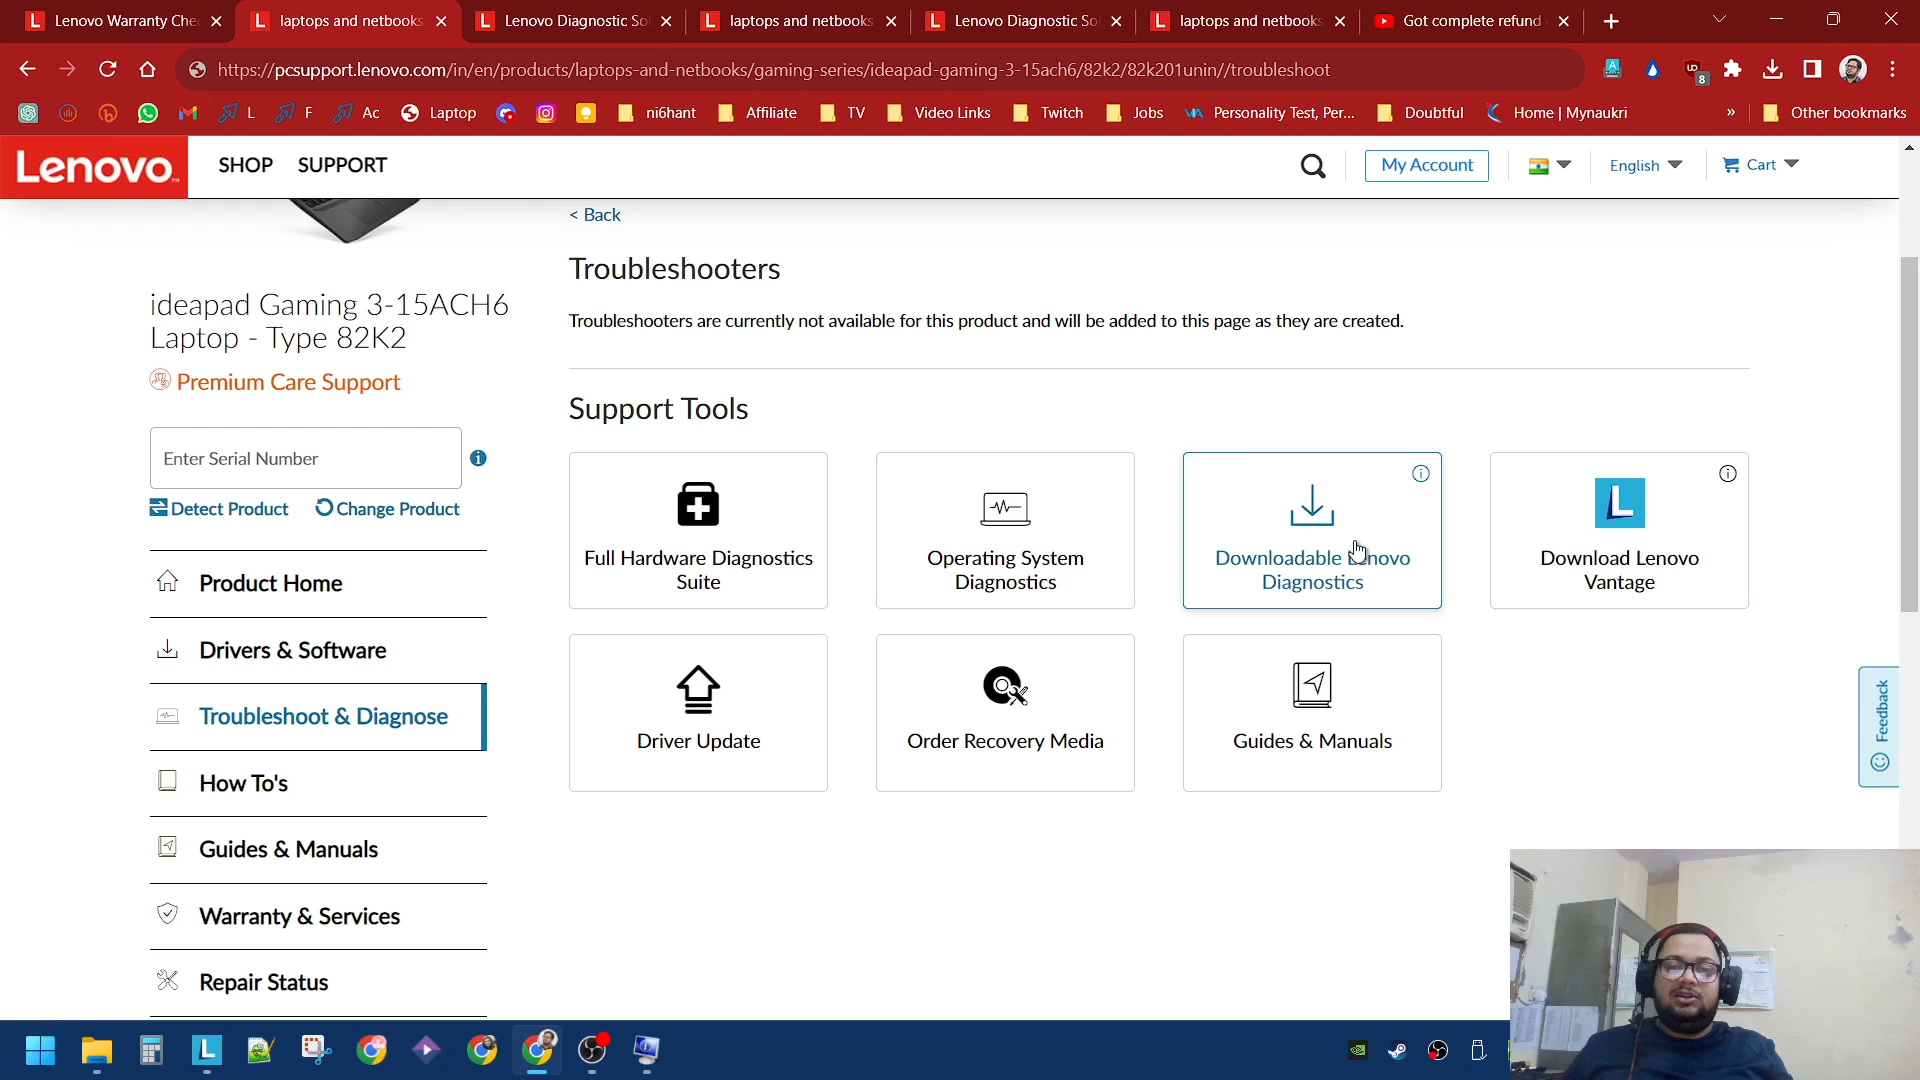 Lenovo Warranty Che
laptops and netbooks
Lenovo Diagnostic Sol
laptops and netbooks
Lenovo Diagnostic Sol
laptops and netbooks
Got complete refund
https://pcsupport.lenovo.com/in/en/products/laptops-and-netbooks/gaming-series/ideapad-gaming-3-15ach6/82k2/82k201unin//troubleshoot
8
L
F
Ac
Laptop
ni6hant
Affiliate
TV
Video Links
Twitch
Jobs
Personality Test, Per...
Doubtful
Home | Mynaukri
»
Other bookmarks
Lenovo
SHOP
SUPPORT
My Account
English
Cart
< Back
Troubleshooters
Troubleshooters are currently not available for this product and will be added to this page as they are created.
ideapad Gaming 3-15ACH6
Laptop - Type 82K2
Premium Care Support
Enter Serial Number
Detect Product
Change Product
Product Home
Drivers & Software
Troubleshoot & Diagnose
How To's
Guides & Manuals
Warranty & Services
Repair Status
Support Tools
Full Hardware Diagnostics
Suite
Operating System
Diagnostics
Downloadable Lenovo
Diagnostics
Download Lenovo
Vantage
Driver Update
Order Recovery Media
Guides & Manuals
Feedback